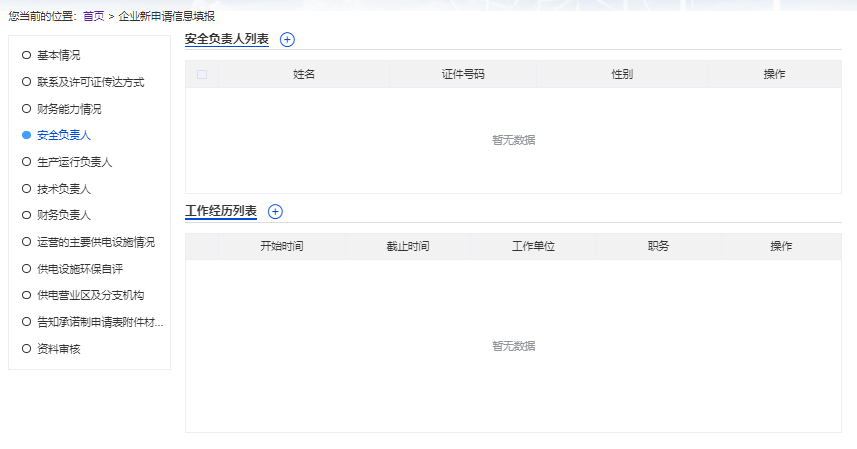 您当前的位置：首页 > 企业新申请信息填报
基本情况
联系及许可证传达方式
财务能力情况
安全负责人
生产运行负责人
技术负责人
财务负责人
运营的主要供电设施情况
供电设施环保自评
供电营业区及分支机构
告知承诺制申请表附件材...
资料审核
安全负责人列表
姓名 证件号码 性别 操作
暂无数据
工作经历列表
开始时间 截止时间 工作单位 职务 操作
暂无数据